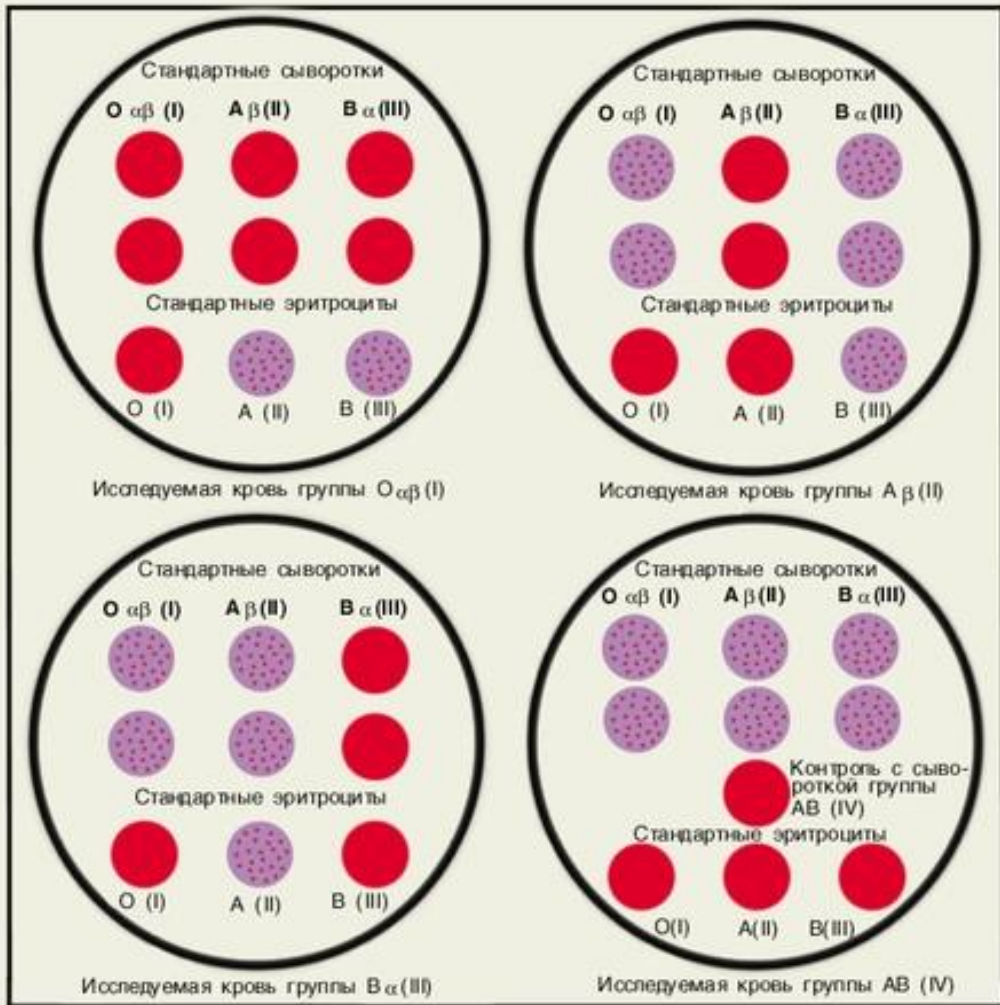 Стандартные сыворотки
O αβ (I) A β (II) B α (III)
Стандартные эритроциты
O (I) A (II) B (III)
Исследуемая кровь группы O αβ (I)
Стандартные сыворотки
O αβ (I) A β (II) B α (III)
Стандартные эритроциты
O (I) A (II) B (III)
Исследуемая кровь группы A β (II)
Стандартные сыворотки
O αβ (I) A β (II) B α (III)
Стандартные эритроциты
O (I) A (II) B (III)
Исследуемая кровь группы B α (III)
Стандартные сыворотки
O αβ (I) A β (II) B α (III)
Контроль с сыво-
роткой группы
AB (IV)
Стандартные эритроциты
O(I) A(II) B(III)
Исследуемая кровь группы AB (IV)